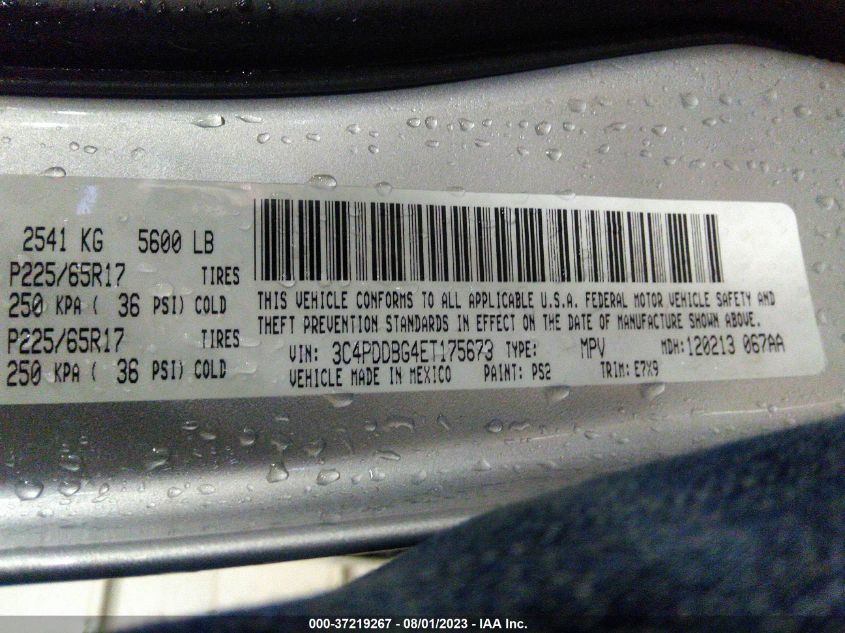 2541 KG 5600 LB
P225/65R17 TIRES
250 KPA ( 36 PSI) COLD
P225/65R17 TIRES
250 KPA ( 36 PSI) COLD
THIS VEHICLE CONFORMS TO ALL APPLICABLE U.S.A. FEDERAL MOTOR VEHICLE SAFETY AND
THEFT PREVENTION STANDARDS IN EFFECT ON THE DATE OF MANUFACTURE SHOWN ABOVE.
VIN: 3C4PDDBG4ET175673 TYPE: MPV MDH:120213 067AA
VEHICLE MADE IN MEXICO PAINT: PS2 TRIM: E7X9
000-37219267 - 08/01/2023 - IAA Inc.